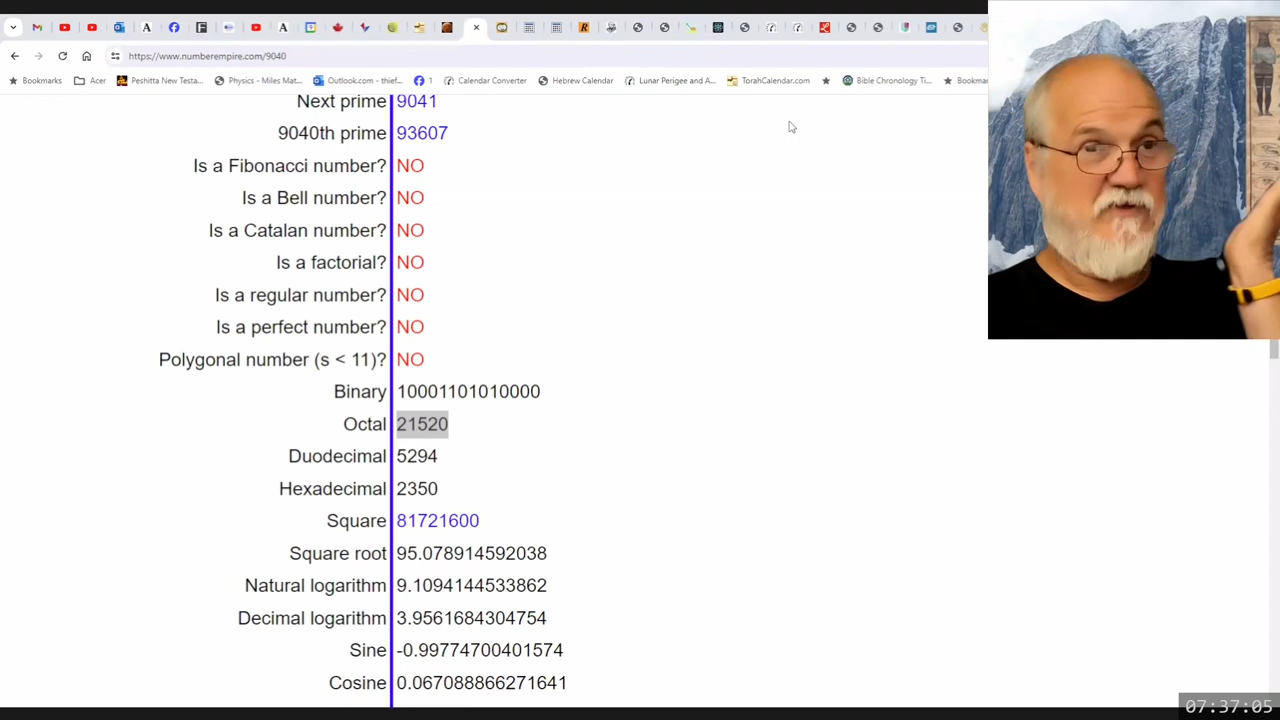 https://www.numberempire.com/9040
Bookmarks Acer Peshitta New Testa... Physics - Miles Mat... Outlook.com - thief... 1 Calendar Converter Hebrew Calendar Lunar Perigee and A... TorahCalendar.com Bible Chronology Ti... Bookma
Next prime 9041
9040th prime 93607
Is a Fibonacci number? NO
Is a Bell number? NO
Is a Catalan number? NO
Is a factorial? NO
Is a regular number? NO
Is a perfect number? NO
Polygonal number (s < 11)? NO
Binary 10001101010000
Octal 21520
Duodecimal 5294
Hexadecimal 2350
Square 81721600
Square root 95.078914592038
Natural logarithm 9.1094144533862
Decimal logarithm 3.9561684304754
Sine -0.99774700401574
Cosine 0.067088866271641
07:37:05